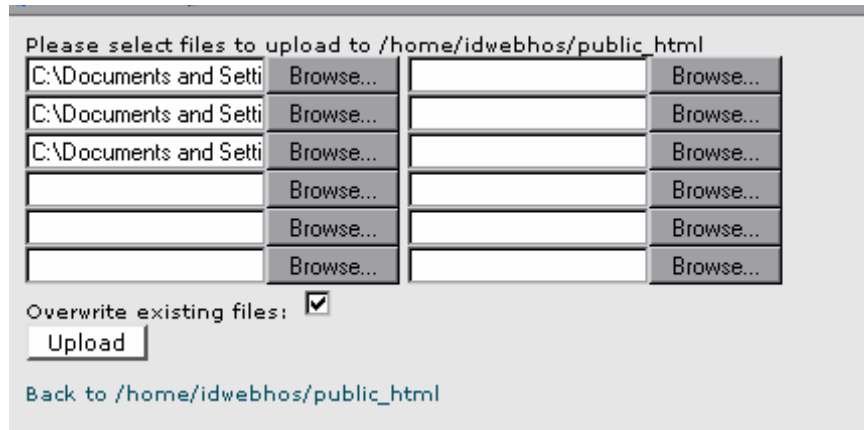 Please select files to upload to /home/idwebhos/public_html
C:\Documents and Setti Browse... Browse...
C:\Documents and Setti Browse... Browse...
C:\Documents and Setti Browse... Browse...
Browse... Browse...
Browse... Browse...
Browse... Browse...
Overwrite existing files:
Upload
Back to /home/idwebhos/public_html